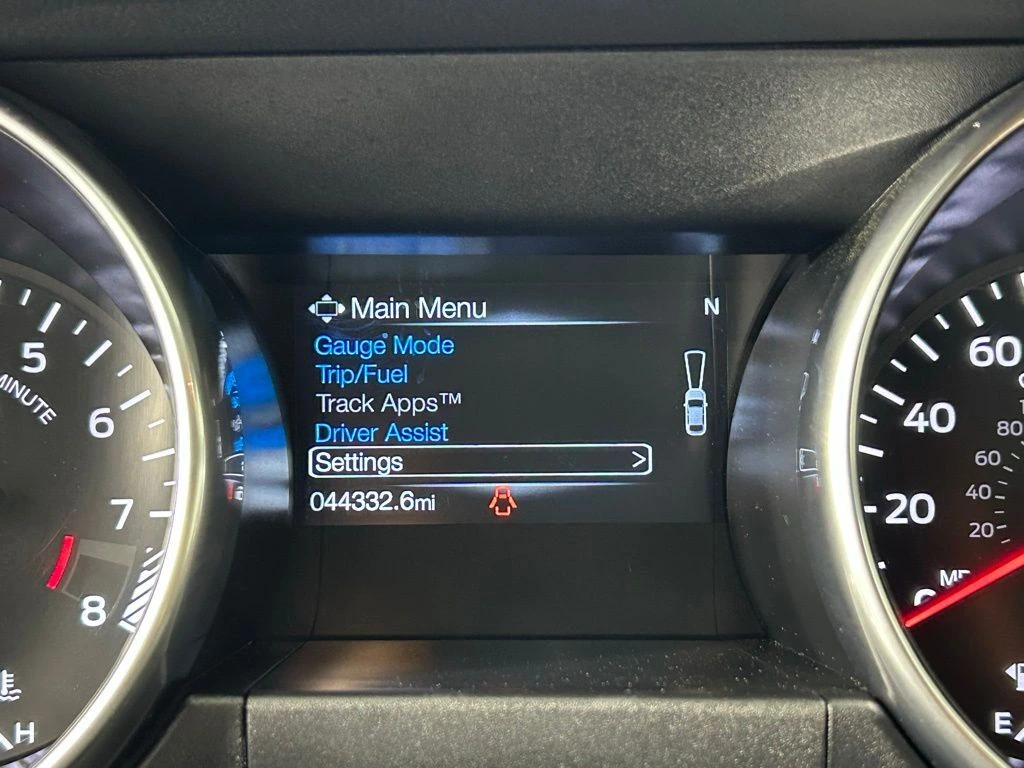 Main Menu
N
Gauge Mode
Trip/Fuel
Track Apps™
Driver Assist
Settings >
044332.6mi
5
6
7
8
H
60
40
20
80
60
40
20
E